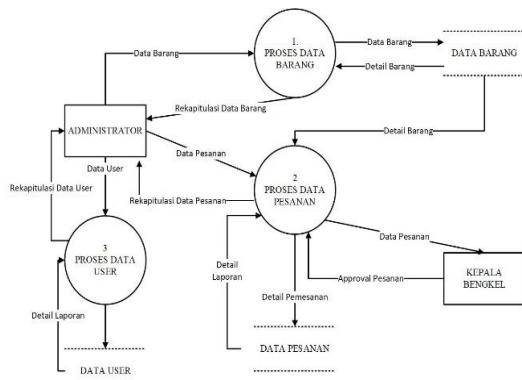 1.
PROSES DATA
BARANG
Data Barang
Data Barang
DATA BARANG
Detail Barang
Rekapitulasi Data Barang
ADMINISTRATOR
Detail Barang
Data Pesanan
Data User
2
PROSES DATA
PESANAN
Rekapitulasi Data User
Rekapitulasi Data Pesanan
3
PROSES DATA
USER
Data Pesanan
Detail
Laporan
Approval Pesanan
KEPALA
BENGKEL
Detail Pemesanan
Detail Laporan
DATA PESANAN
DATA USER